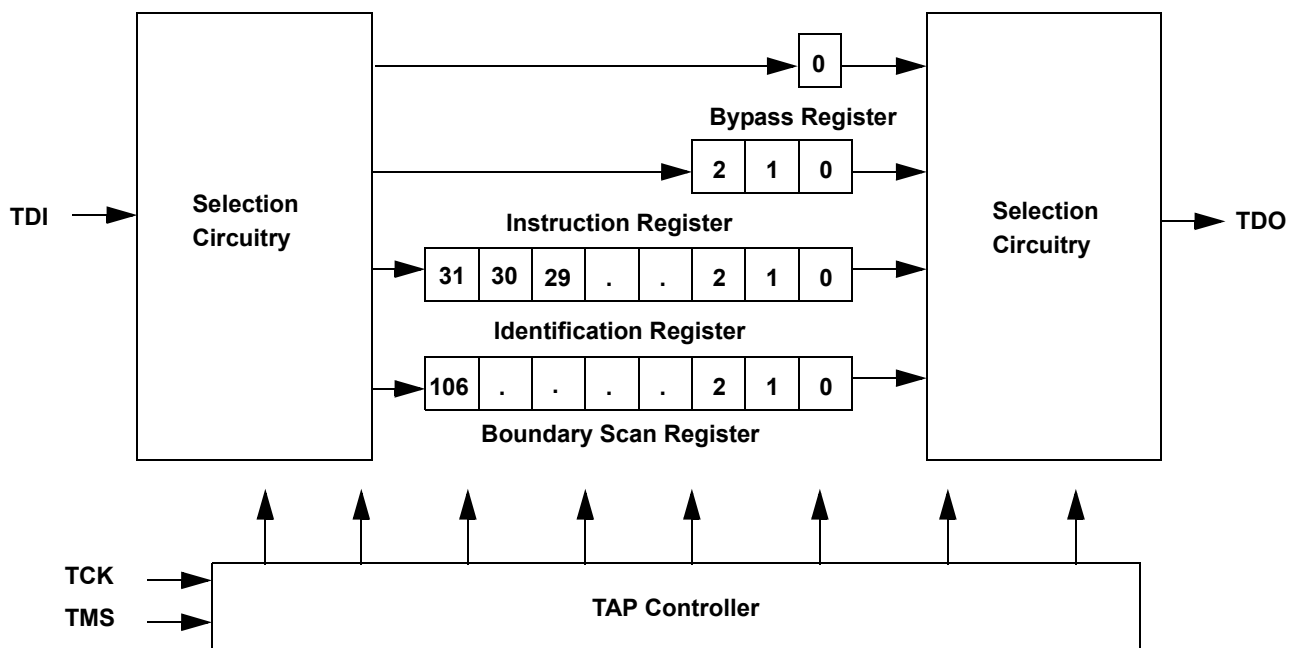 0
Bypass Register
2 1 0
Selection
Circuitry
TDI
Selection
Circuitry
TDO
Instruction Register
31 30 29 . . 2 1 0
Identification Register
106 . . . . 2 1 0
Boundary Scan Register
TCK
TMS
TAP Controller